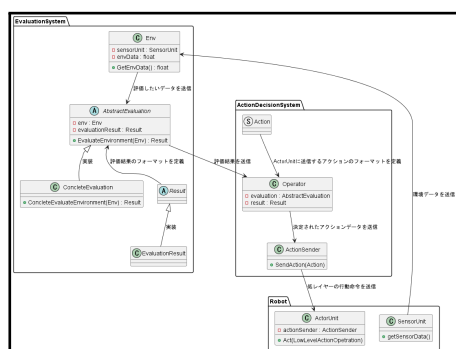 EvaluationSystem
C Env
sensorUnit : SensorUnit
envData : float
GetEnvData() : float
評価したいデータを送信
A AbstractEvaluation
env : Env
evaluationResult : Result
EvaluateEnvironment(Env) : Result
実装
評価結果のフォーマットを定義
評価結果を送信
C ConcleteEvaluation
ConcleteEvaluateEnvironment(Env) : Result
A Result
実装
C EvaluationResult
ActionDecisionSystem
S Action
ActorUnitに送信するアクションのフォーマットを定義
C Operator
evaluation : AbstractEvaluation
result : Result
決定されたアクションデータを送信
C ActionSender
SendAction(Action)
低レイヤーの行動命令を送信
環境データを送信
Robot
C ActorUnit
actionSender : ActionSender
Act(LowLevelActionOpetration)
C SensorUnit
getSensorData()